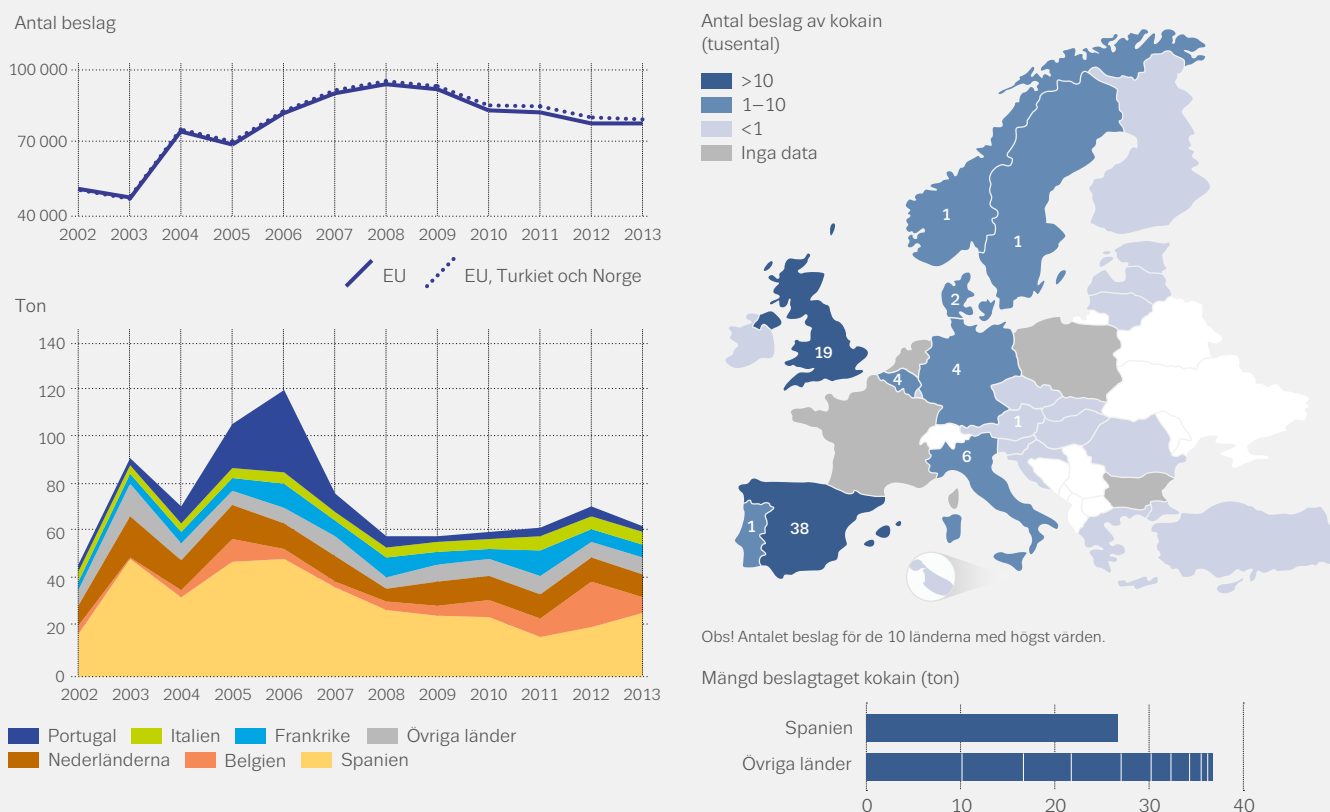 Antal beslag
100 000
70 000
40 000
2002 2003 2004 2005 2006 2007 2008 2009 2010 2011 2012 2013
EU EU, Turkiet och Norge
Ton
140
120
100
80
60
40
20
0
2002 2003 2004 2005 2006 2007 2008 2009 2010 2011 2012 2013
Portugal Italien Frankrike Övriga länder
Nederländerna Belgien Spanien
Antal beslag av kokain
(tusental)
>10
1–10
<1
Inga data
1
1
2
19
4
4
1
6
1
38
Obs! Antalet beslag för de 10 länderna med högst värden.
Mängd beslagtaget kokain (ton)
Spanien
Övriga länder
0 10 20 30 40